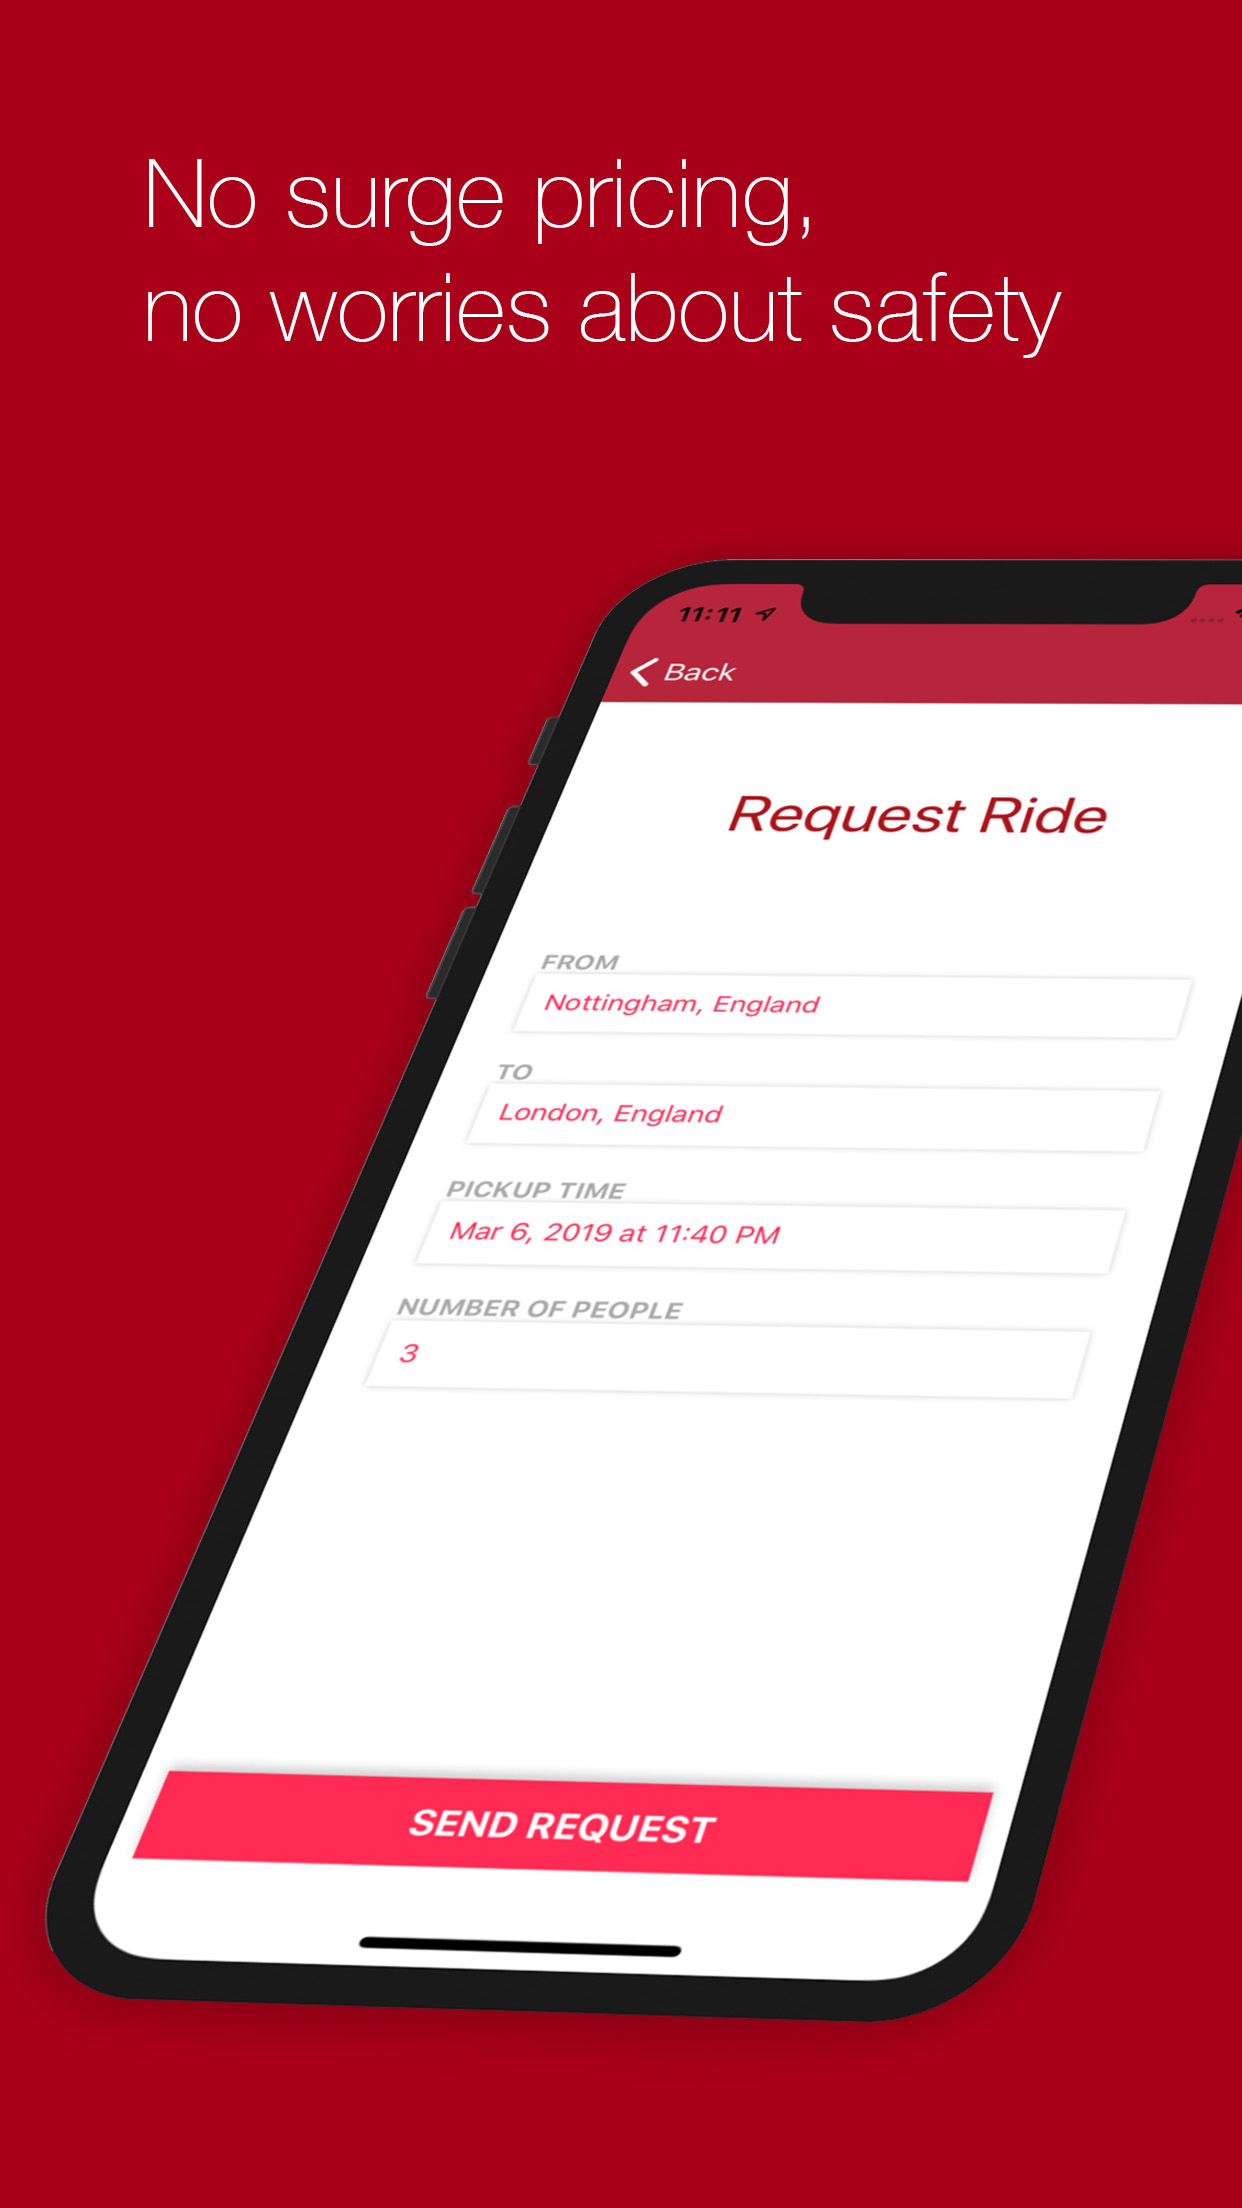 No surge pricing,
no worries about safety
11:11
Back
Request Ride
FROM
Nottingham, England
TO
London, England
PICKUP TIME
Mar 6, 2019 at 11:40 PM
NUMBER OF PEOPLE
3
SEND REQUEST